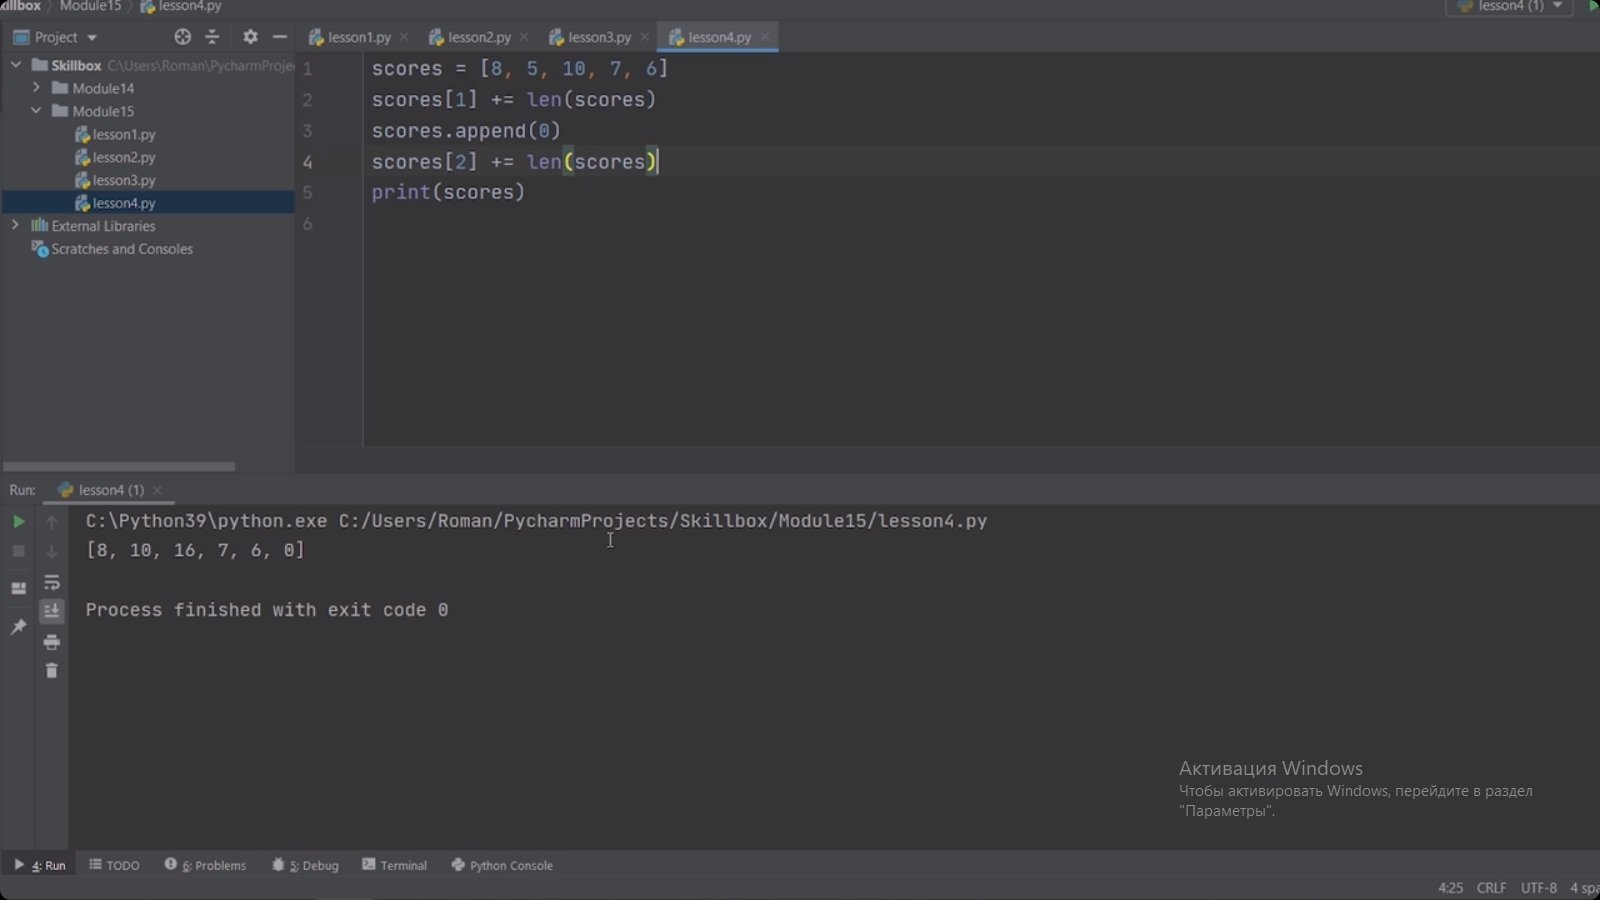 Module15 lesson4.py lesson4 (1)
Project lesson1.py lesson2.py lesson3.py lesson4.py
Skillbox C:\Users\Roman\PycharmProje
Module14
Module15
lesson1.py
lesson2.py
lesson3.py
lesson4.py
External Libraries
Scratches and Consoles
1 scores = [8, 5, 10, 7, 6]
2 scores[1] += len(scores)
3 scores.append(0)
4 scores[2] += len(scores)
5 print(scores)
6
Run: lesson4 (1)
C:\Python39\python.exe C:/Users/Roman/PycharmProjects/Skillbox/Module15/lesson4.py
[8, 10, 16, 7, 6, 0]
Process finished with exit code 0
Активация Windows
Чтобы активировать Windows, перейдите в раздел
"Параметры".
4: Run TODO 6: Problems 5: Debug Terminal Python Console
4:25 CRLF UTF-8 4 spa